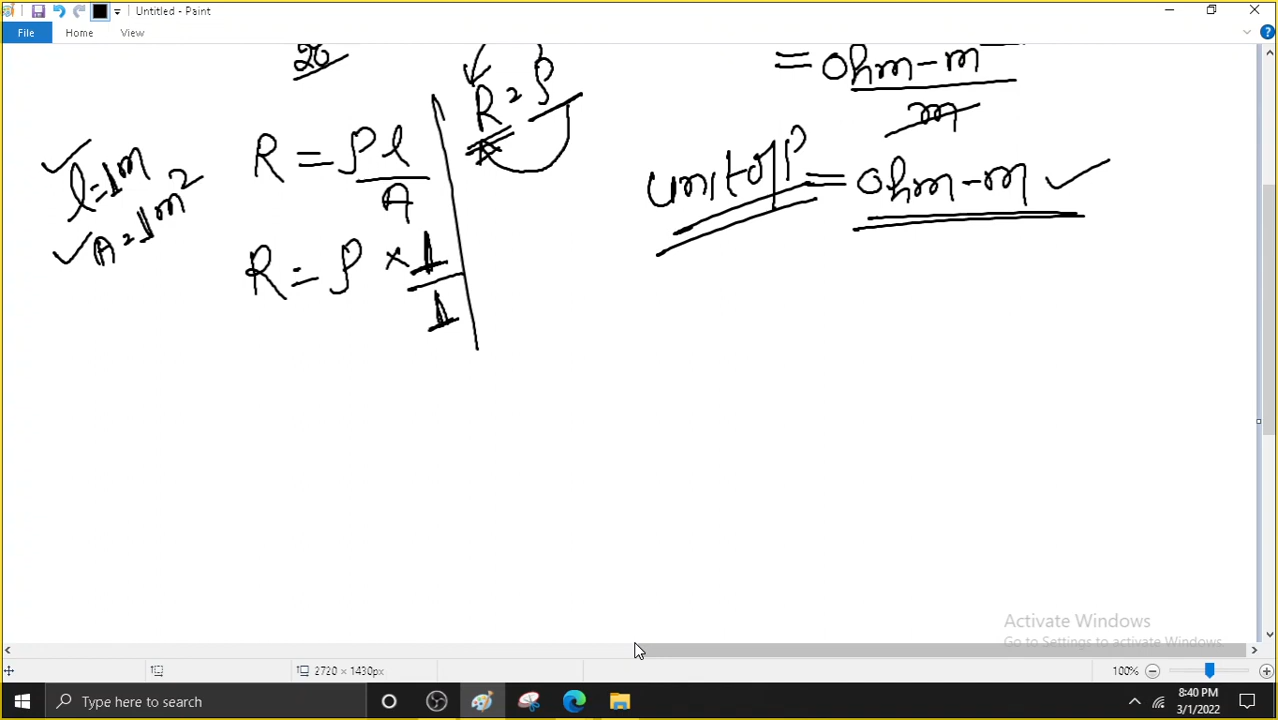 Untitled - Paint
File Home View
20
l=1m
A=1m²
R = ρl/A
R = ρ × 1/1
R = ρ
= ohm-m
m
unit of ρ = ohm-m ✓
Activate Windows
Go to Settings to activate Windows.
2720 × 1430px
100%
Type here to search
8:40 PM
3/1/2022